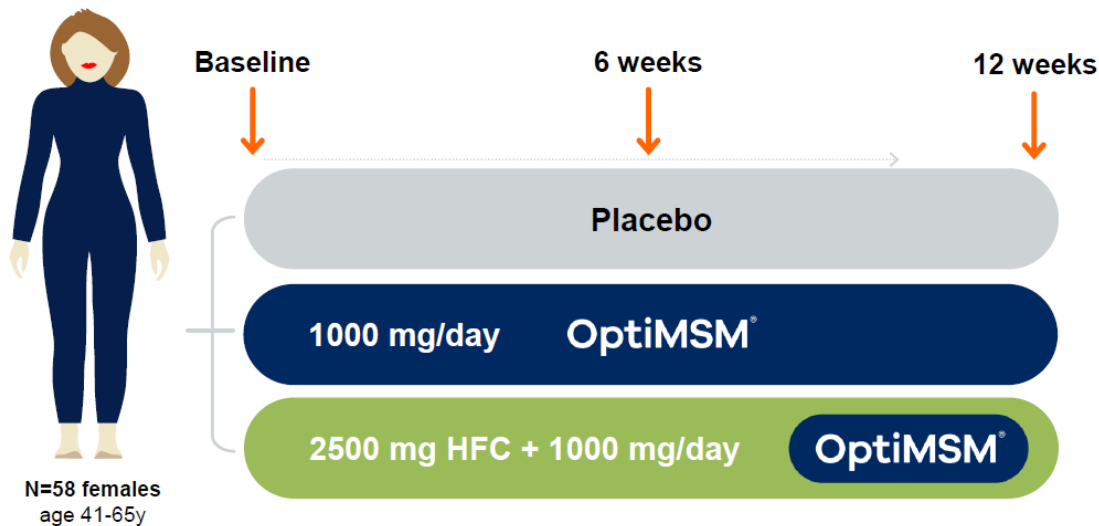 Baseline
6 weeks
12 weeks
Placebo
1000 mg/day OptiMSM®
2500 mg HFC + 1000 mg/day OptiMSM®
N=58 females
age 41-65y